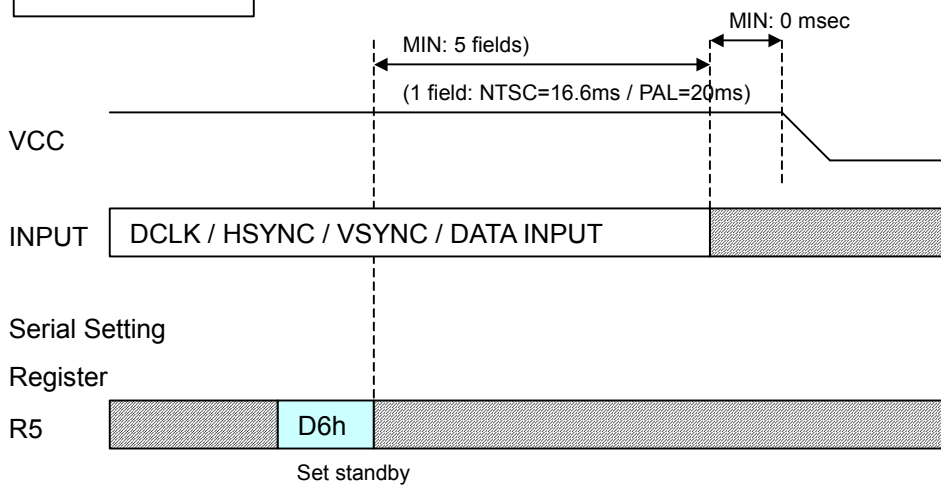 MIN: 0 msec
MIN: 5 fields)
(1 field: NTSC=16.6ms / PAL=20ms)
VCC
INPUT
DCLK / HSYNC / VSYNC / DATA INPUT
Serial Setting
Register
R5
D6h
Set standby